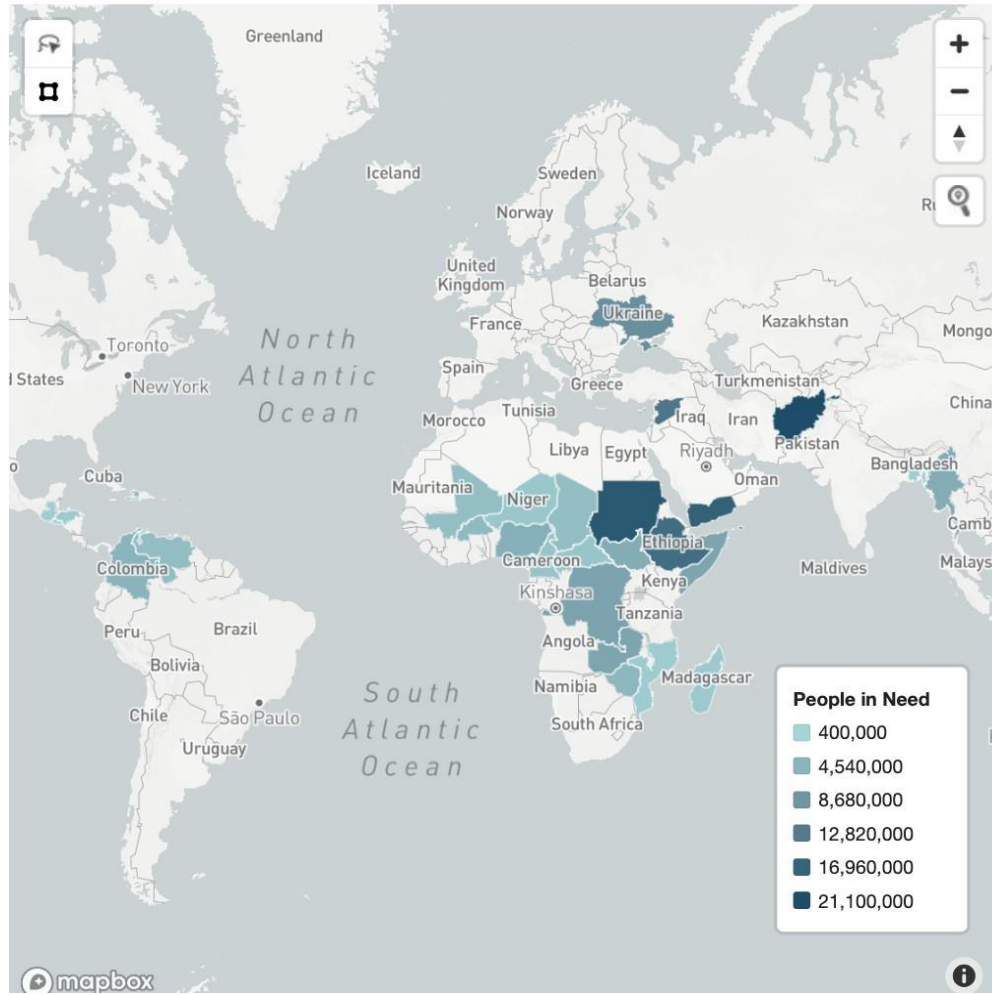 Greenland
Iceland
Sweden
Norway
Ru
United
Kingdom
Belarus
Ukraine
France
Kazakhstan
Mongo
Toronto
North
Atlantic
Ocean
d States
New York
Spain
Greece
Turkmenistan
China
Morocco
Tunisia
Iraq
Iran
Pakistan
Libya
Egypt
Riyadh
Oman
Bangladesh
o
Cuba
Mauritania
Niger
Camb
Colombia
Cameroon
Ethiopia
Maldives
Malays
Kinshasa
Kenya
Tanzania
Peru
Brazil
Angola
Bolivia
Namibia
Madagascar
South
Atlantic
Ocean
Chile
São Paulo
South Africa
Uruguay
People in Need
400,000
4,540,000
8,680,000
12,820,000
16,960,000
21,100,000
mapbox